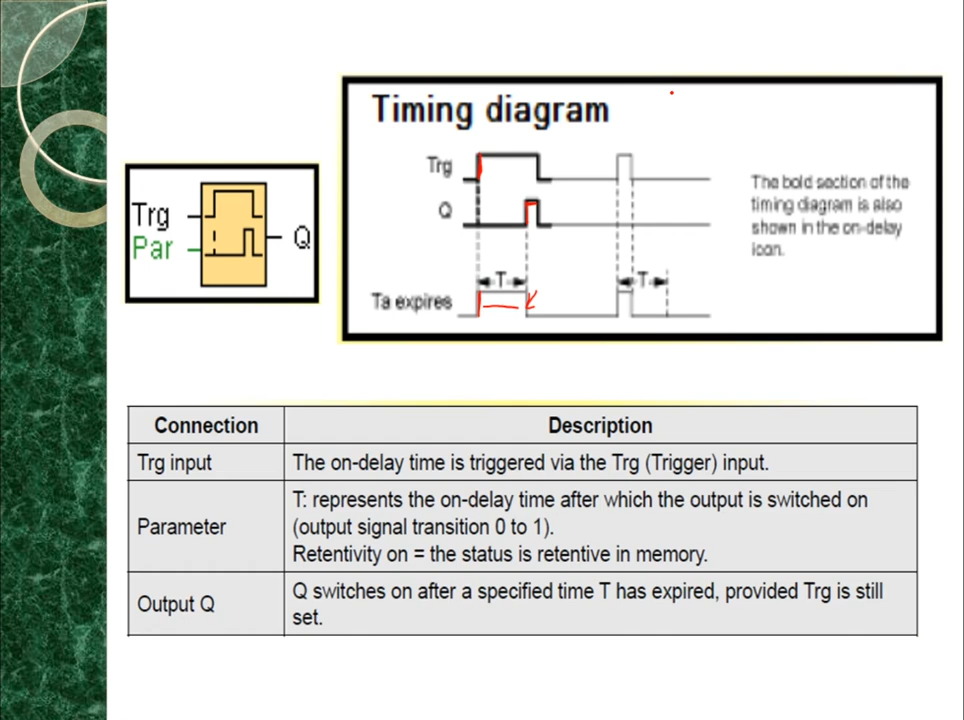 Timing diagram
Trg
Q
T
T
Ta expires
The bold section of the
timing diagram is also
shown in the on-delay
icon.
Trg
Par
Q
Connection Description
Trg input The on-delay time is triggered via the Trg (Trigger) input.
Parameter T: represents the on-delay time after which the output is switched on
(output signal transition 0 to 1).
Retentivity on = the status is retentive in memory.
Output Q Q switches on after a specified time T has expired, provided Trg is still
set.